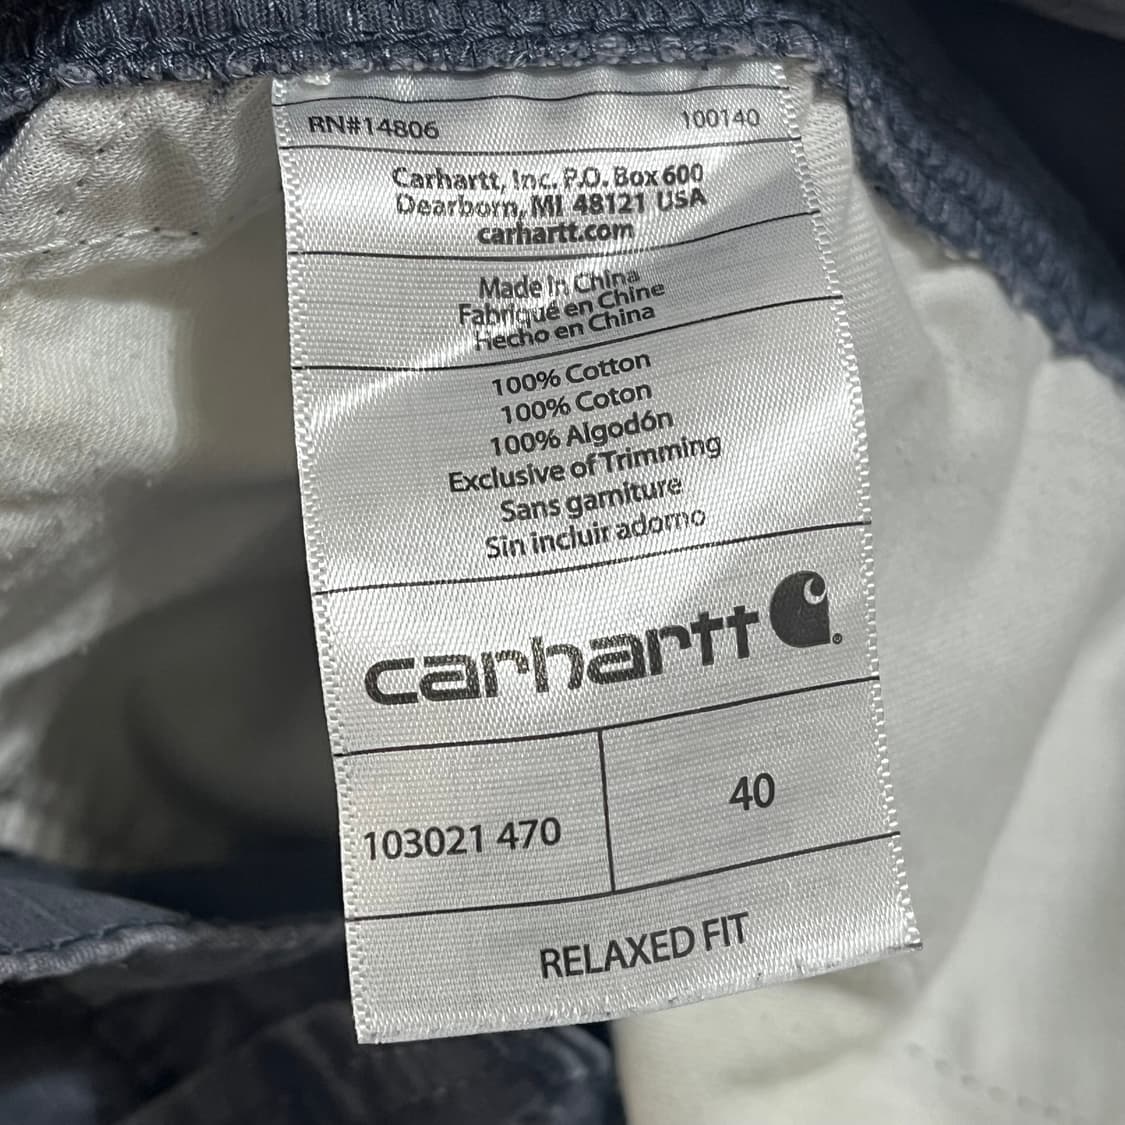 RN#14806 100140
Carhartt, Inc. P.O. Box 600
Dearborn, MI 48121 USA
carhartt.com
Made In China
Fabriqué en Chine
Hecho en China
100% Cotton
100% Coton
100% Algodón
Exclusive of Trimming
Sans garniture
Sin incluir adorno
carhartt ®
103021 470 40
RELAXED FIT